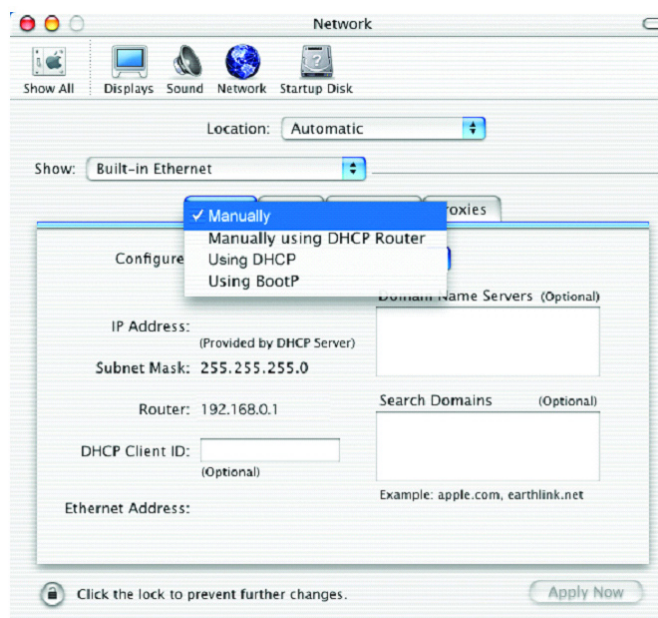 Network
Show All Displays Sound Network Startup Disk
Location: Automatic
Show: Built-in Ethernet
✓ Manually
Manually using DHCP Router
Using DHCP
Using BootP
Configure
Domain Name Servers (Optional)
IP Address:
(Provided by DHCP Server)
Subnet Mask: 255.255.255.0
Router: 192.168.0.1
Search Domains (Optional)
DHCP Client ID:
(Optional)
Example: apple.com, earthlink.net
Ethernet Address:
Click the lock to prevent further changes.
Apply Now